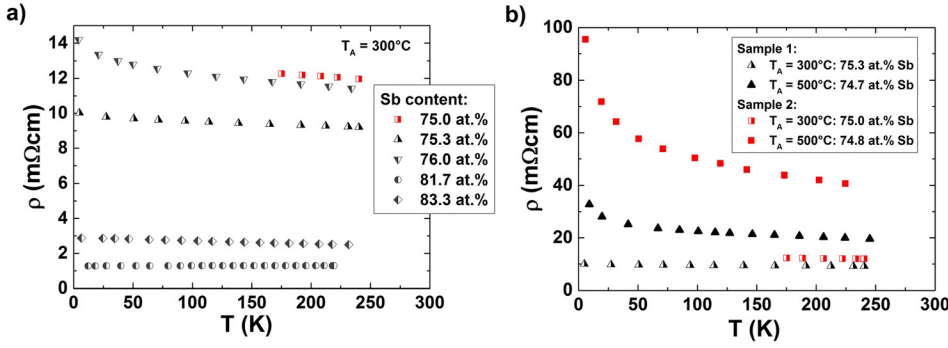 a)
T_A = 300°C
16
14
12
10
8
6
4
2
0
ρ (mΩcm)
0
50
100
150
200
250
300
T (K)
Sb content:
75.0 at.%
75.3 at.%
76.0 at.%
81.7 at.%
83.3 at.%
b)
100
80
60
40
20
0
ρ (mΩcm)
0
50
100
150
200
250
300
T (K)
Sample 1:
T_A = 300°C: 75.3 at.% Sb
T_A = 500°C: 74.7 at.% Sb
Sample 2:
T_A = 300°C: 75.0 at.% Sb
T_A = 500°C: 74.8 at.% Sb